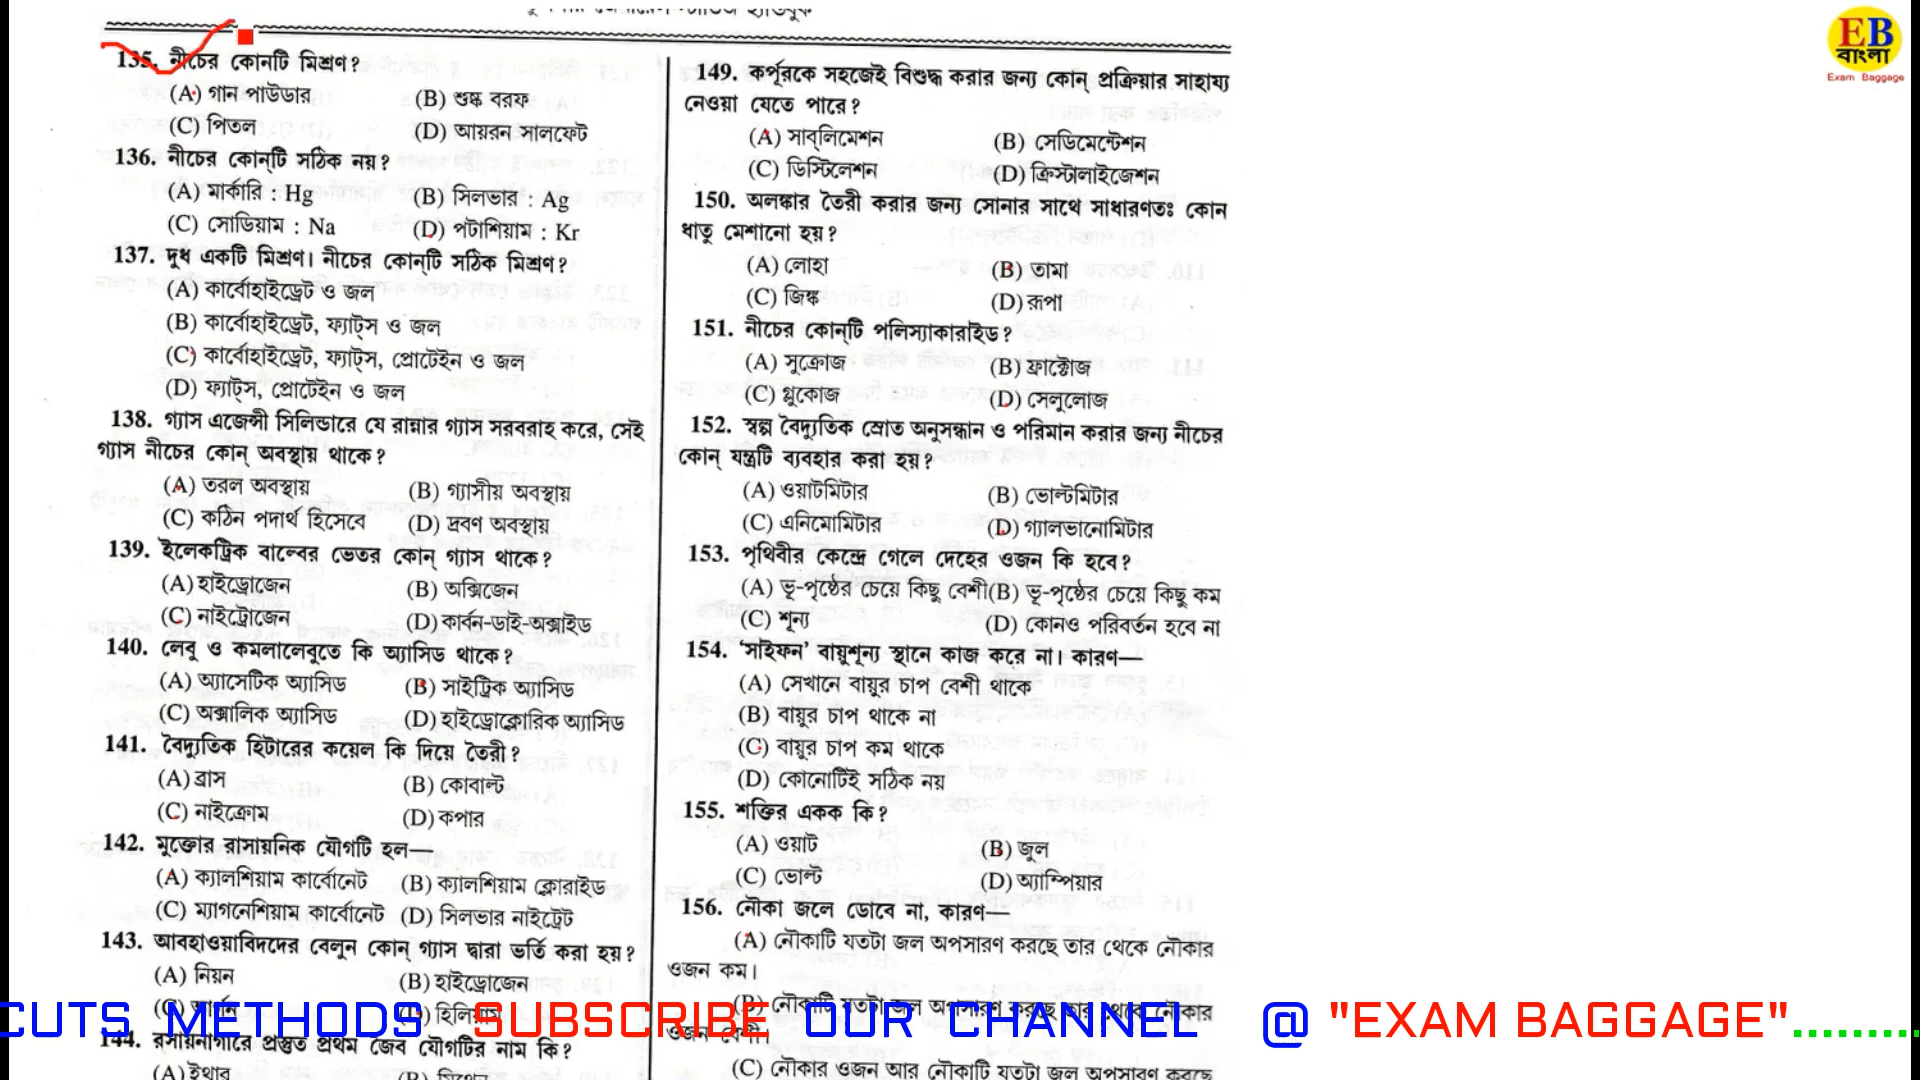 135. নীচের কোনটি মিশ্রণ?
(A) গান পাউডার (B) শুষ্ক বরফ
(C) পিতল (D) আয়রন সালফেট
136. নীচের কোন্‌টি সঠিক নয়?
(A) মার্কারি : Hg (B) সিলভার : Ag
(C) সোডিয়াম : Na (D) পটাশিয়াম : Kr
137. দুধ একটি মিশ্রণ। নীচের কোন্‌টি সঠিক মিশ্রণ?
(A) কার্বোহাইড্রেট ও জল
(B) কার্বোহাইড্রেট, ফ্যাট্‌স ও জল
(C) কার্বোহাইড্রেট, ফ্যাট্‌স, প্রোটেইন ও জল
(D) ফ্যাট্‌স, প্রোটেইন ও জল
138. গ্যাস এজেন্সী সিলিন্ডারে যে রান্নার গ্যাস সরবরাহ করে, সেই
গ্যাস নীচের কোন্ অবস্থায় থাকে?
(A) তরল অবস্থায় (B) গ্যাসীয় অবস্থায়
(C) কঠিন পদার্থ হিসেবে (D) দ্রবণ অবস্থায়
139. ইলেকট্রিক বাল্বের ভেতর কোন্ গ্যাস থাকে?
(A) হাইড্রোজেন (B) অক্সিজেন
(C) নাইট্রোজেন (D) কার্বন-ডাই-অক্সাইড
140. লেবু ও কমলালেবুতে কি অ্যাসিড থাকে?
(A) অ্যাসেটিক অ্যাসিড (B) সাইট্রিক অ্যাসিড
(C) অক্সালিক অ্যাসিড (D) হাইড্রোক্লোরিক অ্যাসিড
141. বৈদ্যুতিক হিটারের কয়েল কি দিয়ে তৈরী?
(A) ব্রাস (B) কোবাল্ট
(C) নাইক্রোম (D) কপার
142. মুক্তোর রাসায়নিক যৌগটি হল—
(A) ক্যালশিয়াম কার্বোনেট (B) ক্যালশিয়াম ক্লোরাইড
(C) ম্যাগনেশিয়াম কার্বোনেট (D) সিলভার নাইট্রেট
143. আবহাওয়াবিদদের বেলুন কোন্ গ্যাস দ্বারা ভর্তি করা হয়?
(A) নিয়ন (B) হাইড্রোজেন
(C) আর্গন (D) হিলিয়াম
144. রসায়নাগারে প্রস্তুত প্রথম জৈব যৌগটির নাম কি?
(A) ইথার
149. কর্পূরকে সহজেই বিশুদ্ধ করার জন্য কোন্ প্রক্রিয়ার সাহায্য
নেওয়া যেতে পারে?
(A) সাব্‌লিমেশন (B) সেডিমেন্টেশন
(C) ডিস্টিলেশন (D) ক্রিস্টালাইজেশন
150. অলঙ্কার তৈরী করার জন্য সোনার সাথে সাধারণতঃ কোন
ধাতু মেশানো হয়?
(A) লোহা (B) তামা
(C) জিঙ্ক (D) রূপা
151. নীচের কোন্‌টি পলিস্যাকারাইড?
(A) সুক্রোজ (B) ফ্রাক্টোজ
(C) গ্লুকোজ (D) সেলুলোজ
152. স্বল্প বৈদ্যুতিক স্রোত অনুসন্ধান ও পরিমান করার জন্য নীচের
কোন্ যন্ত্রটি ব্যবহার করা হয়?
(A) ওয়াটমিটার (B) ভোল্টমিটার
(C) এনিমোমিটার (D) গ্যালভানোমিটার
153. পৃথিবীর কেন্দ্রে গেলে দেহের ওজন কি হবে?
(A) ভূ-পৃষ্ঠের চেয়ে কিছু বেশী (B) ভূ-পৃষ্ঠের চেয়ে কিছু কম
(C) শূন্য (D) কোনও পরিবর্তন হবে না
154. ‘সাইফন’ বায়ুশূন্য স্থানে কাজ করে না। কারণ—
(A) সেখানে বায়ুর চাপ বেশী থাকে
(B) বায়ুর চাপ থাকে না
(C) বায়ুর চাপ কম থাকে
(D) কোনোটিই সঠিক নয়
155. শক্তির একক কি?
(A) ওয়াট (B) জুল
(C) ভোল্ট (D) অ্যাম্পিয়ার
156. নৌকা জলে ডোবে না, কারণ—
(A) নৌকাটি যতটা জল অপসারণ করছে তার থেকে নৌকার
ওজন কম।
(B) নৌকাটি যতটা জল অপসারণ করছে তার থেকে নৌকার
ওজন বেশী।
(C) নৌকার ওজন আর নৌকাটি যতটা জল অপসারণ করছে
EB
বাংলা
Exam Baggage
CUTS METHODS SUBSCRIBE OUR CHANNEL @ "EXAM BAGGAGE"..........